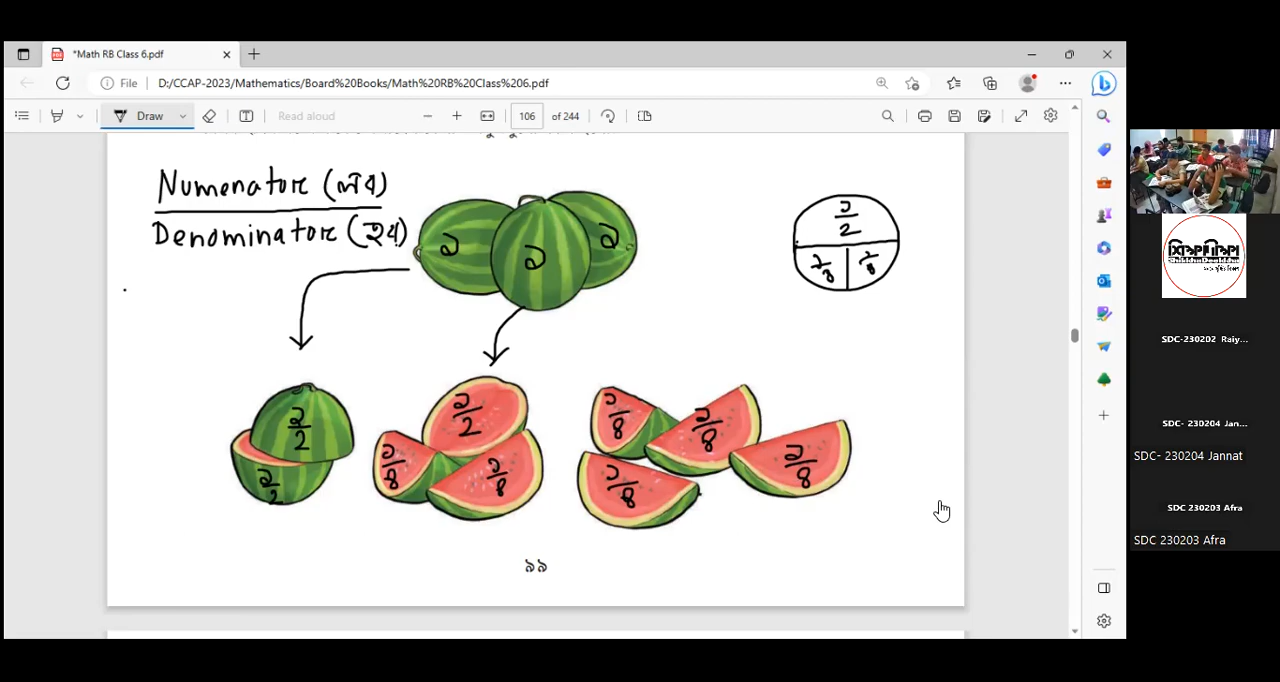 *Math RB Class 6.pdf
File
D:/CCAP-2023/Mathematics/Board%20Books/Math%20RB%20Class%206.pdf
Draw
Read aloud
106
of 244
Numenator (লব)
Denominator (হর)
১ ১ ১
১/২
১/৪ ১/৪
১/২
১/২
১/২
১/৪ ১/৪
১/৪ ১/৪
১/৪ ১/৪
৯৯
শিক্ষাদীক্ষা
ShikkhaDeekkha
SDC-230202 Raiy...
SDC-230204 Jan...
SDC-230204 Jannat
SDC 230203 Afra
SDC 230203 Afra